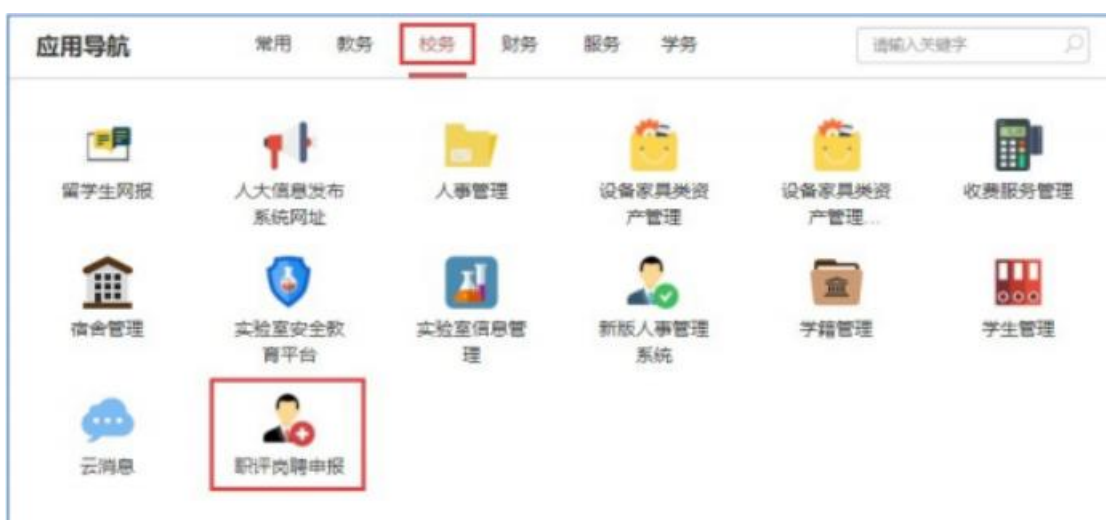 应用导航
常用 教务 校务 财务 服务 学务
请输入关键字
留学生网报
人大信息发布
系统网址
人事管理
设备家具类资
产管理
设备家具类资
产管理...
收费服务管理
宿舍管理
实验室安全教
育平台
实验室信息管
理
新版人事管理
系统
学籍管理
学生管理
云消息
职评岗聘申报